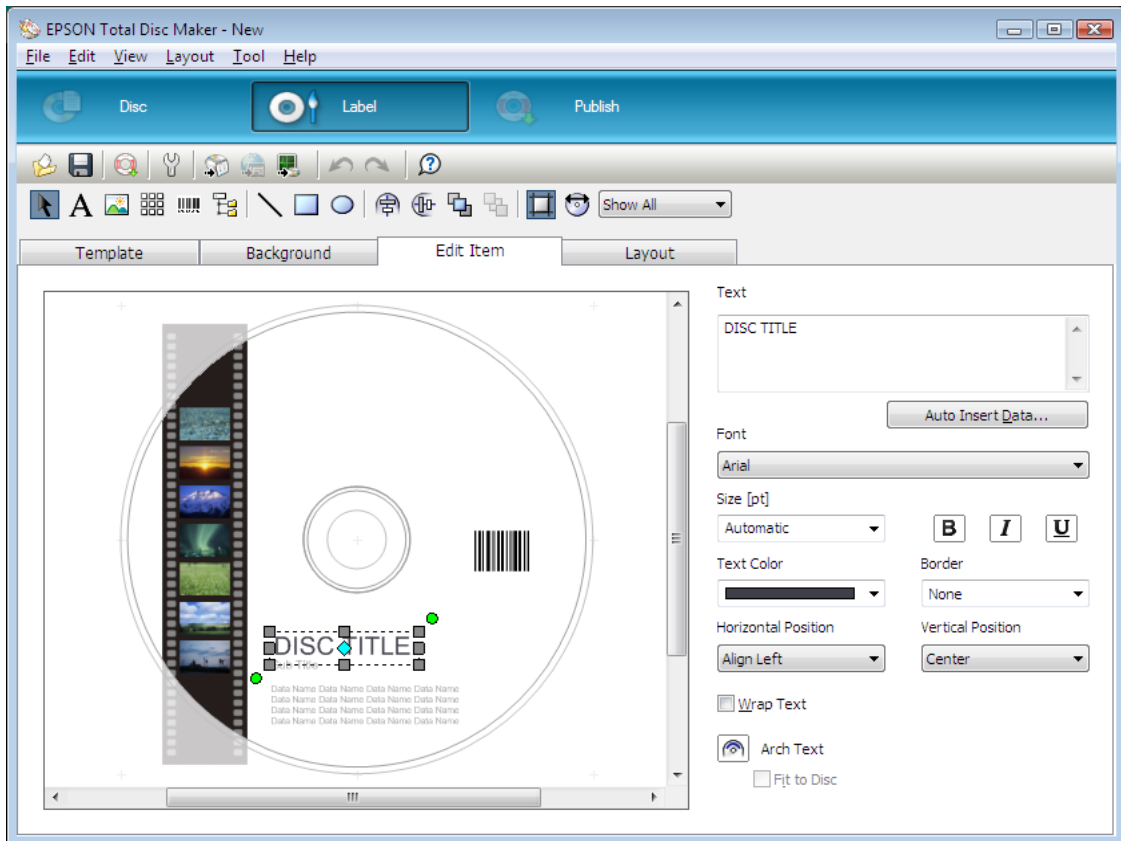 EPSON Total Disc Maker - New
File Edit View Layout Tool Help
Disc Label Publish
Show All
Template Background Edit Item Layout
Text
DISC TITLE
Auto Insert Data...
Font
Arial
Size [pt]
Automatic B I U
Text Color Border
None
Horizontal Position Vertical Position
Align Left Center
Wrap Text
Arch Text
Fit to Disc
DISC TITLE
Sub Title
Data Name Data Name Data Name Data Name
Data Name Data Name Data Name Data Name
Data Name Data Name Data Name Data Name
Data Name Data Name Data Name Data Name